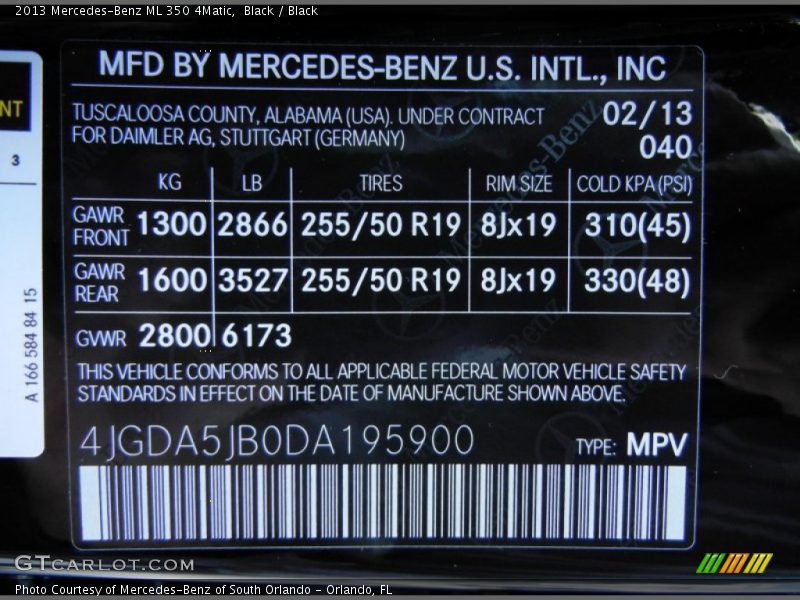 2013 Mercedes-Benz ML 350 4Matic,  Black / Black
NT
3
A 166 584 84 15
MFD BY MERCEDES-BENZ U.S. INTL., INC
TUSCALOOSA COUNTY, ALABAMA (USA). UNDER CONTRACT 02/13
FOR DAIMLER AG, STUTTGART (GERMANY) 040
KG LB TIRES RIM SIZE COLD KPA (PSI)
GAWR FRONT 1300 2866 255/50 R19 8Jx19 310(45)
GAWR REAR 1600 3527 255/50 R19 8Jx19 330(48)
GVWR 2800 6173
THIS VEHICLE CONFORMS TO ALL APPLICABLE FEDERAL MOTOR VEHICLE SAFETY
STANDARDS IN EFFECT ON THE DATE OF MANUFACTURE SHOWN ABOVE.
4JGDA5JB0DA195900 TYPE: MPV
GTCARLOT.COM
Photo Courtesy of Mercedes-Benz of South Orlando - Orlando, FL